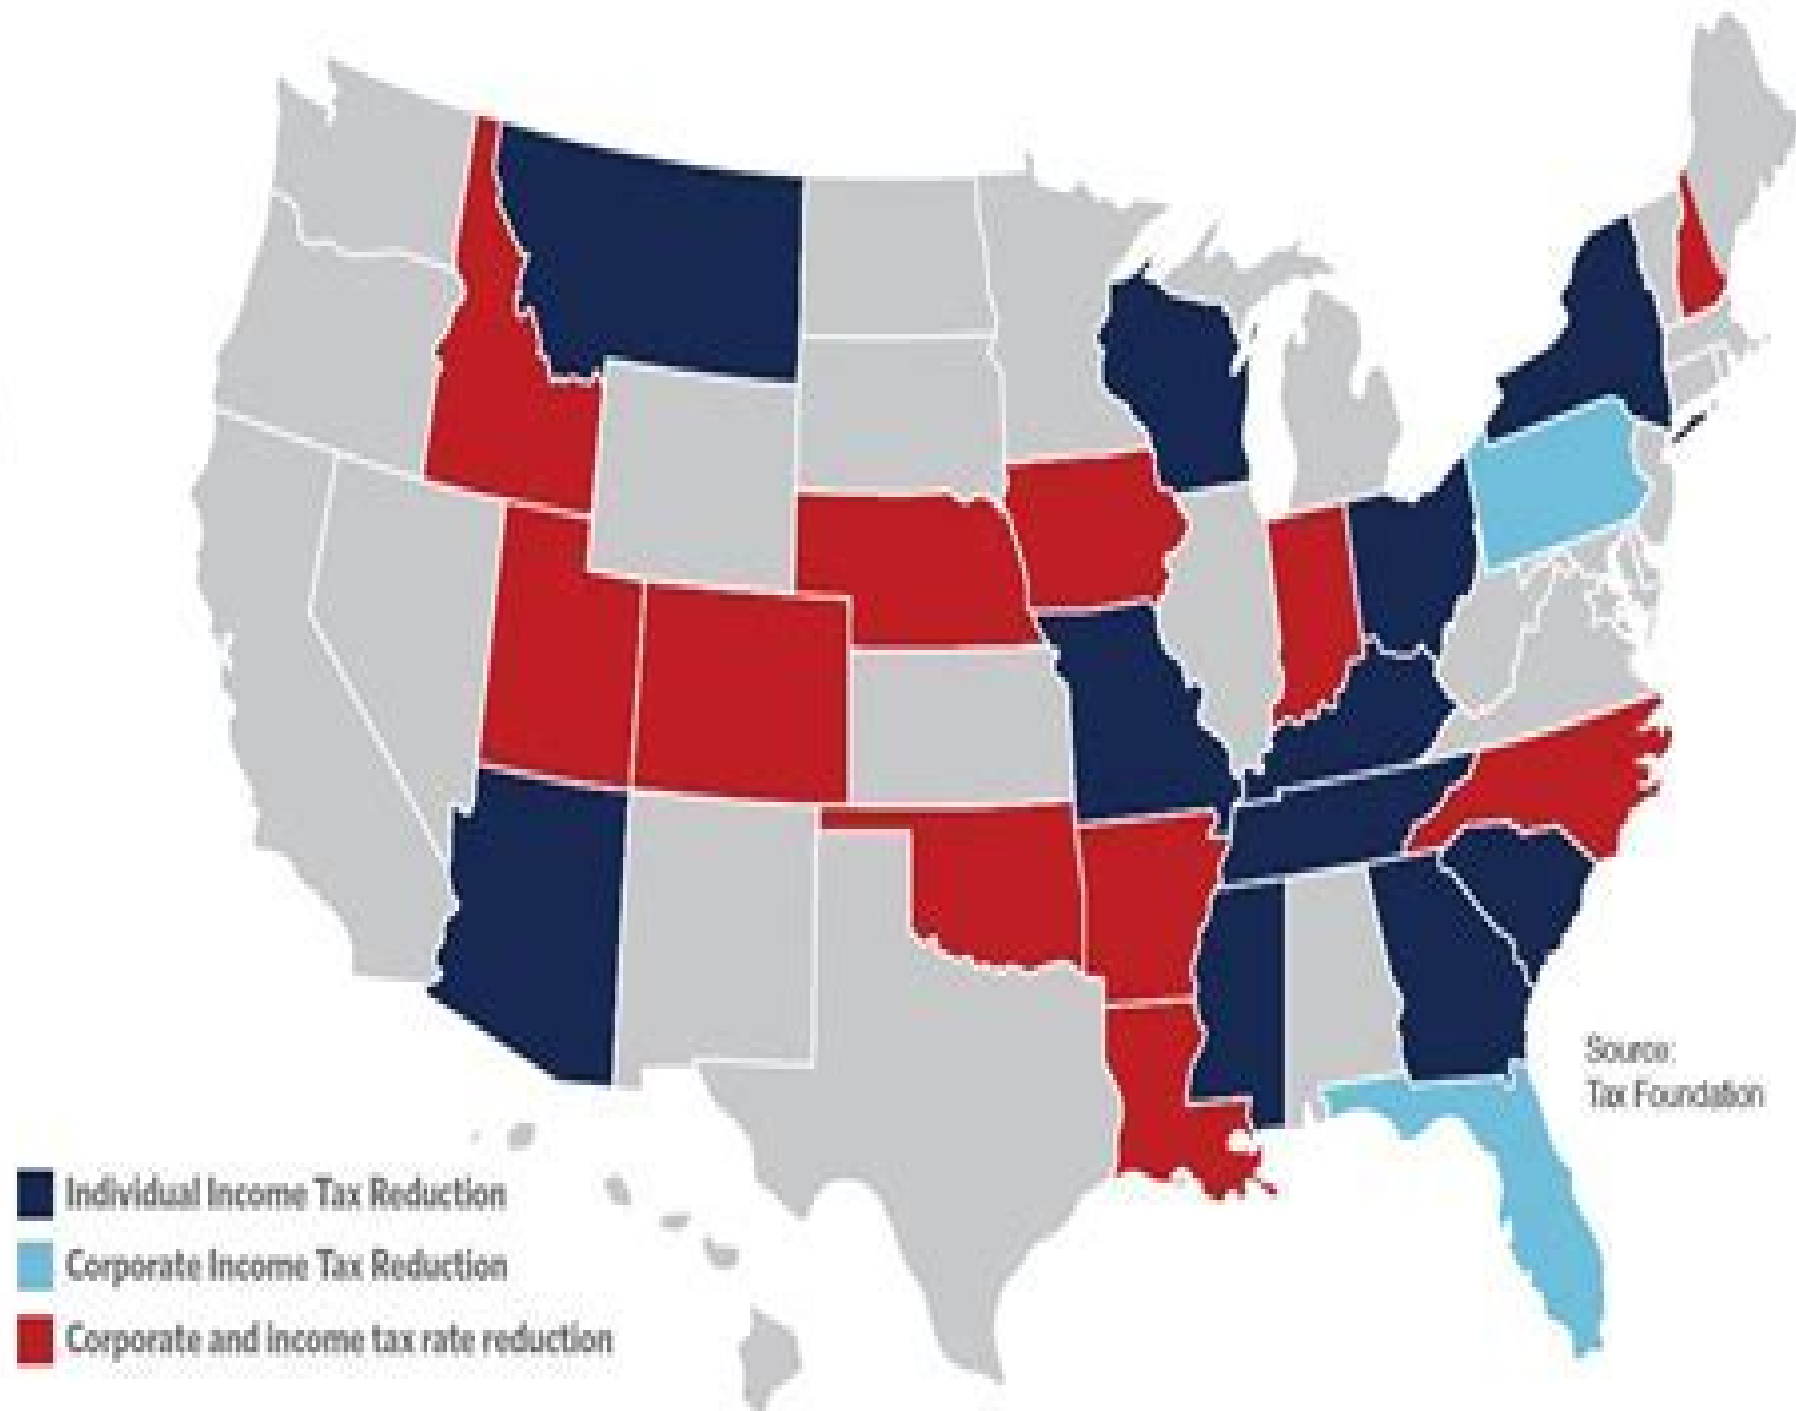 Source:
Tax Foundation
Individual Income Tax Reduction
Corporate Income Tax Reduction
Corporate and income tax rate reduction